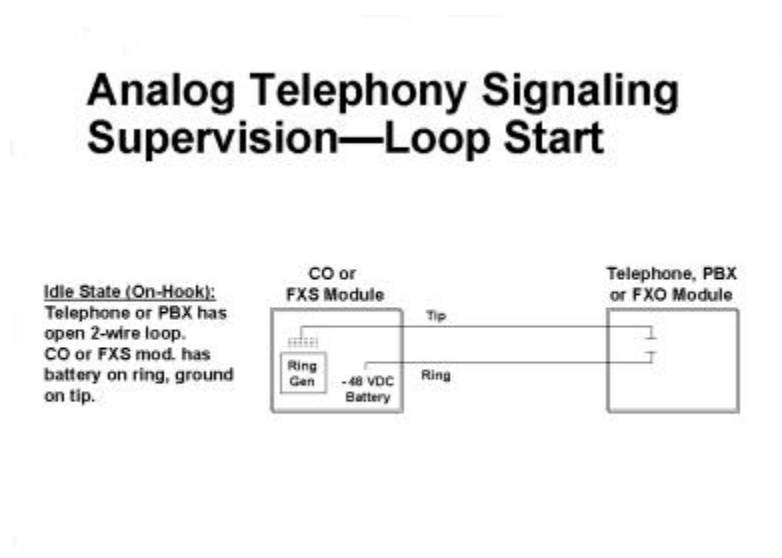 Analog Telephony Signaling
Supervision—Loop Start
Idle State (On-Hook):
Telephone or PBX has
open 2-wire loop.
CO or FXS mod. has
battery on ring, ground
on tip.
CO or
FXS Module
Ring
Gen
-48 VDC
Battery
Tip
Ring
Telephone, PBX
or FXO Module